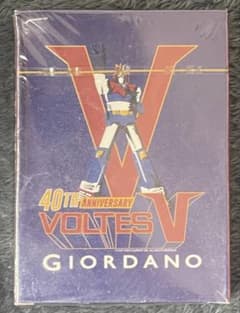 V
40TH ANNIVERSARY
VOLTES V
GIORDANO